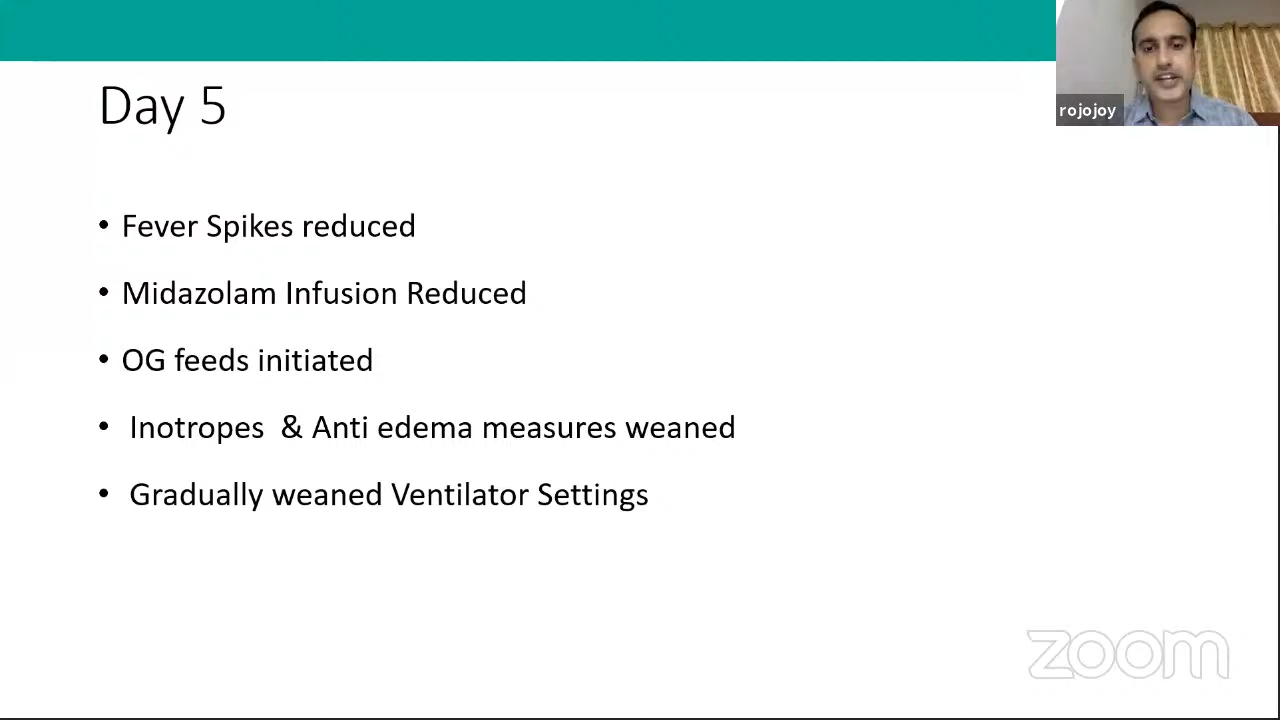 Day 5
rojojoy
• Fever Spikes reduced
• Midazolam Infusion Reduced
• OG feeds initiated
• Inotropes & Anti edema measures weaned
• Gradually weaned Ventilator Settings
zoom